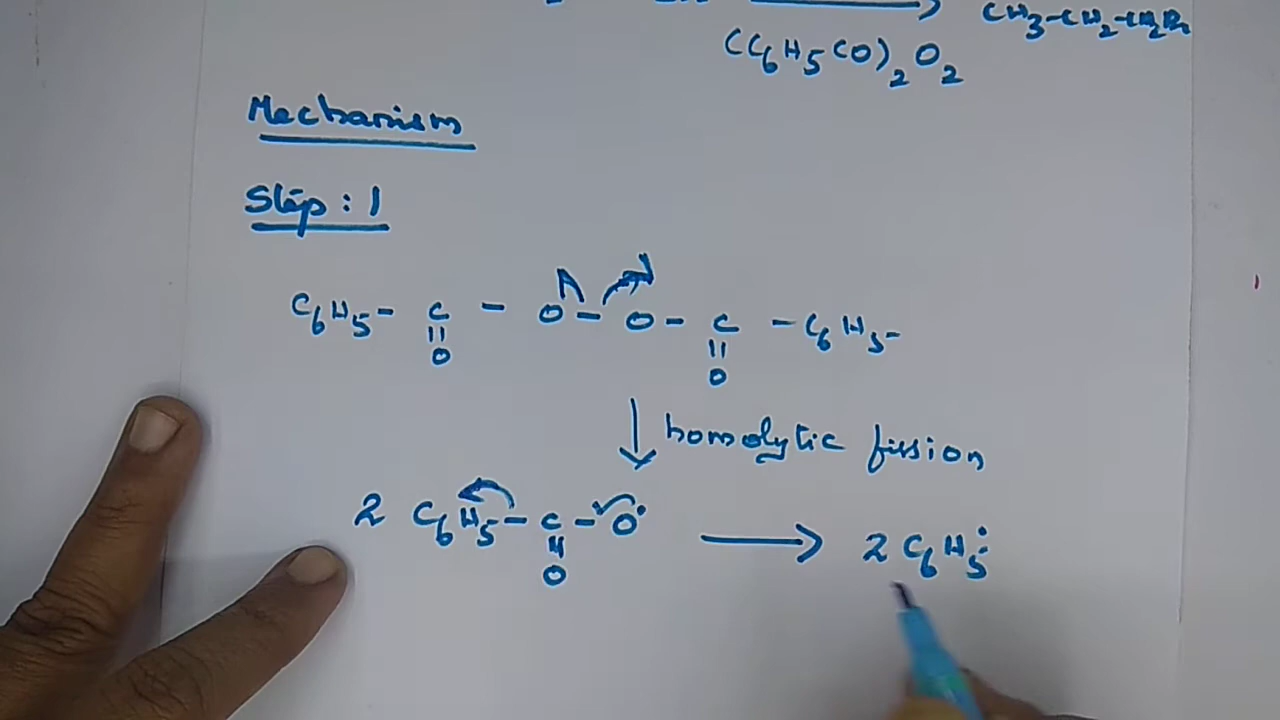 CH3-CH2-CH2Br
(C6H5CO)2O2
Mechanism
Step : 1
C6H5- C - O - O - C - C6H5-
O O
homolytic fission
2 C6H5 - C - O• → 2 C6H5•
O